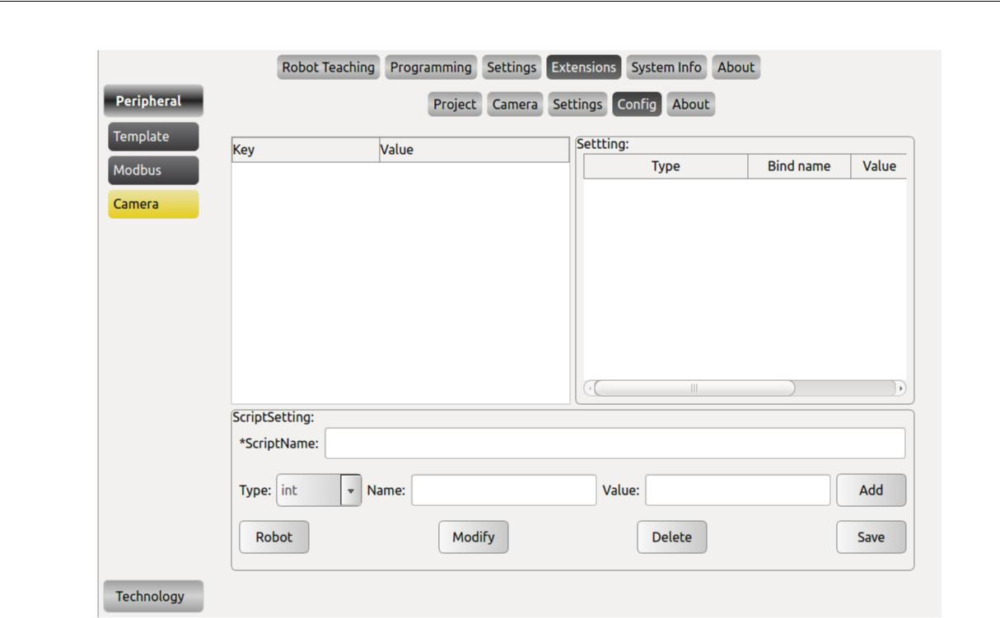 Robot Teaching Programming Settings Extensions System Info About
Peripheral
Project Camera Settings Config About
Template
Modbus
Camera
Key Value
Settting:
Type Bind name Value
ScriptSetting:
*ScriptName:
Type: int Name: Value: Add
Robot Modify Delete Save
Technology